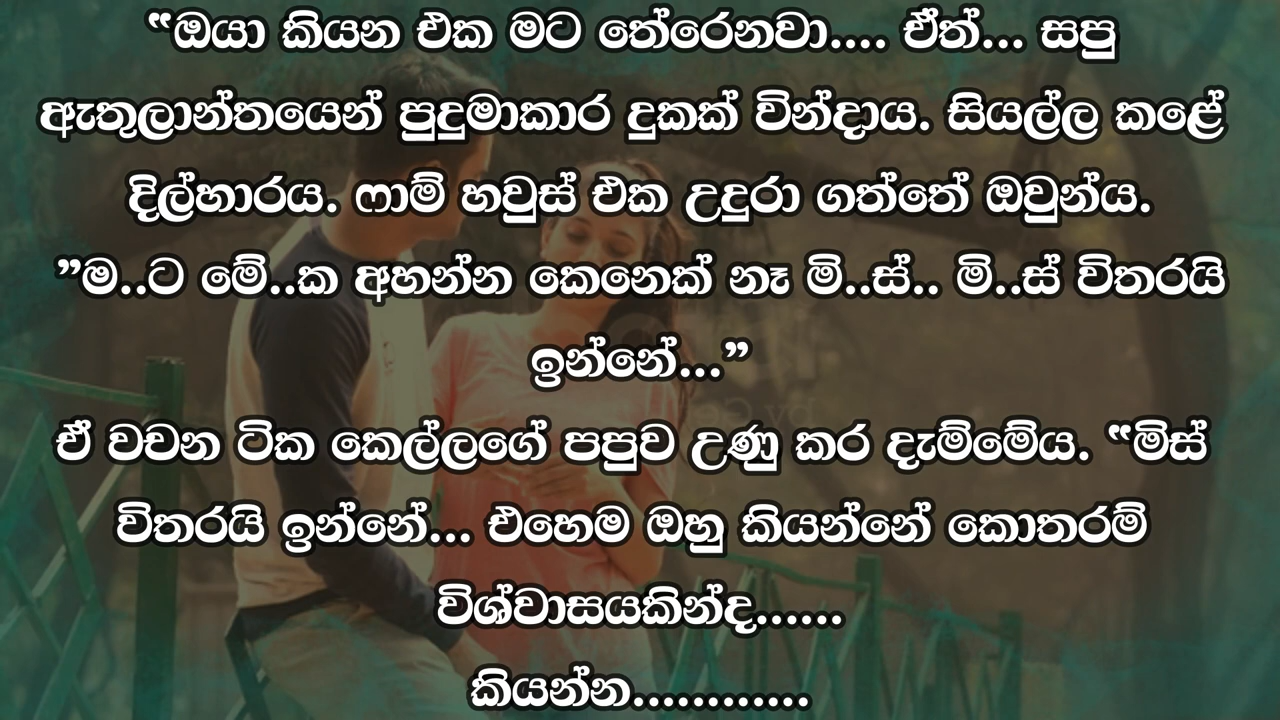 “ඔයා කියන එක මට තේරෙනවා.... ඒත්... සපු
ඇතුලාන්තයෙන් පුදුමාකාර දුකක් වින්දාය. සියල්ල කළේ
දිල්හාරය. ෆාම් හවුස් එක උදුරා ගත්තේ ඔවුන්ය.
”ම..ට මේ..ක අහන්න කෙනෙක් නෑ මි..ස්.. මි..ස් විතරයි
ඉන්නේ...”
ඒ වචන ටික කෙල්ලගේ පපුව උණු කර දැම්මේය. “මිස්
විතරයි ඉන්නේ... එහෙම ඔහු කියන්නේ කොතරම්
විශ්වාසයකින්ද......
කියන්න............